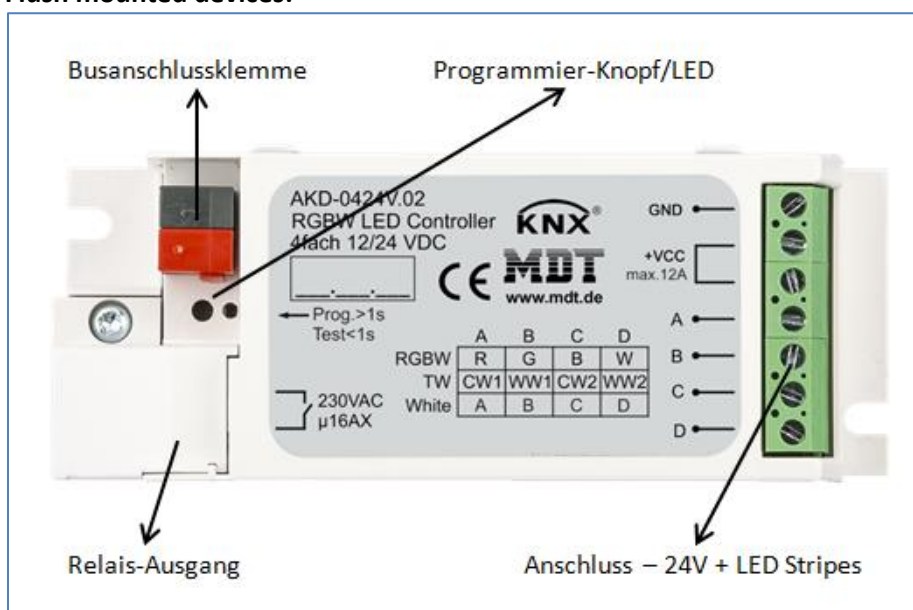 Flush mounted devices:
Busanschlussklemme
Programmier-Knopf/LED
AKD-0424V.02
RGBW LED Controller
4fach 12/24 VDC
KNX®
CE
MDT
www.mdt.de
Prog.>1s
Test<1s
A B C D
RGBW R G B W
TW CW1 WW1 CW2 WW2
White A B C D
230VAC
µ16AX
GND
+VCC
max.12A
A
B
C
D
Relais-Ausgang
Anschluss – 24V + LED Stripes